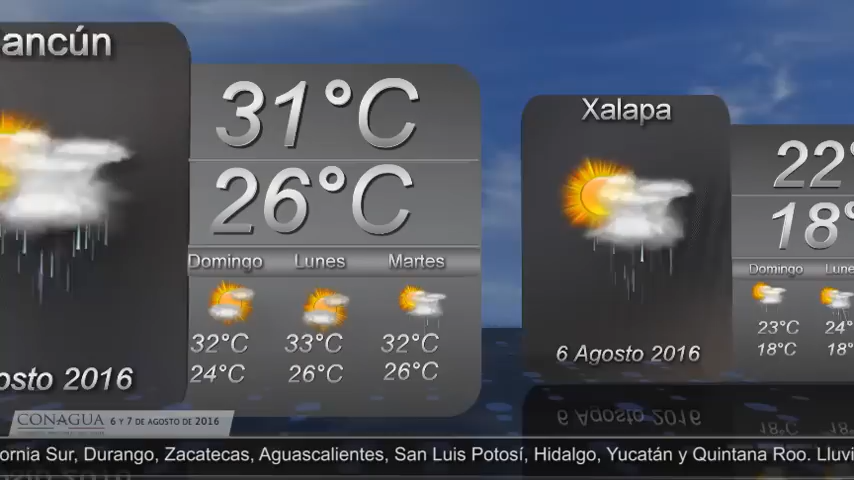 ancún
31°C
26°C
Domingo Lunes Martes
32°C 33°C 32°C
24°C 26°C 26°C
osto 2016
Xalapa
22°
18°
Domingo Lune
23°C 24°
18°C 18°
6 Agosto 2016
CONAGUA 6 Y 7 DE AGOSTO DE 2016
ornia Sur, Durango, Zacatecas, Aguascalientes, San Luis Potosí, Hidalgo, Yucatán y Quintana Roo. Lluvi